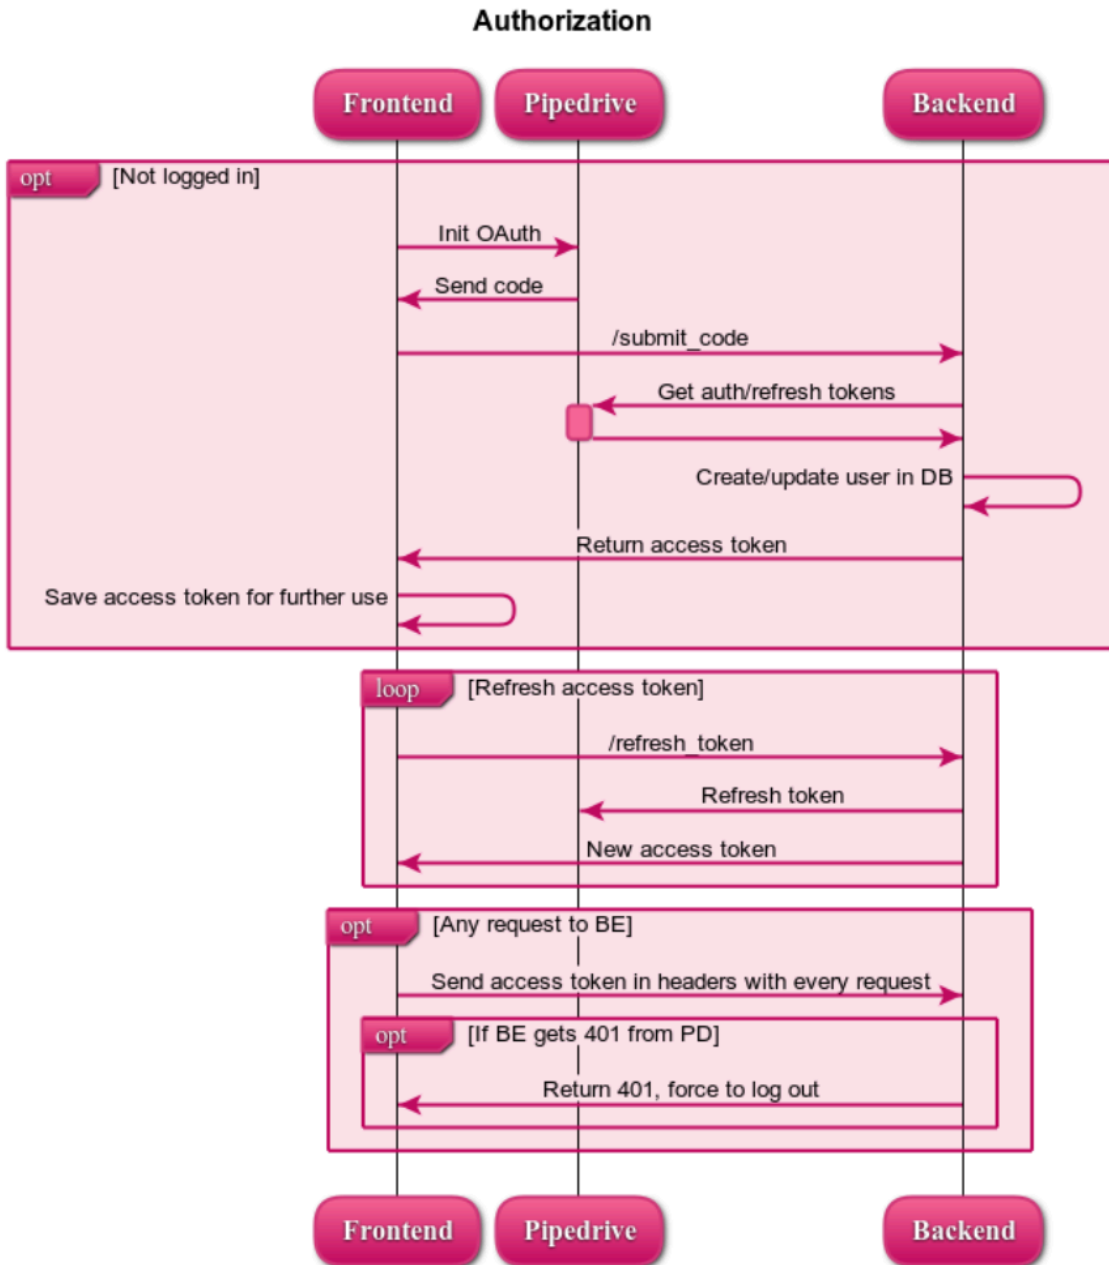 Authorization
Frontend
Pipedrive
Backend
opt
[Not logged in]
Init OAuth
Send code
/submit_code
Get auth/refresh tokens
Create/update user in DB
Return access token
Save access token for further use
loop
[Refresh access token]
/refresh_token
Refresh token
New access token
opt
[Any request to BE]
Send access token in headers with every request
opt
[If BE gets 401 from PD]
Return 401, force to log out
Frontend
Pipedrive
Backend